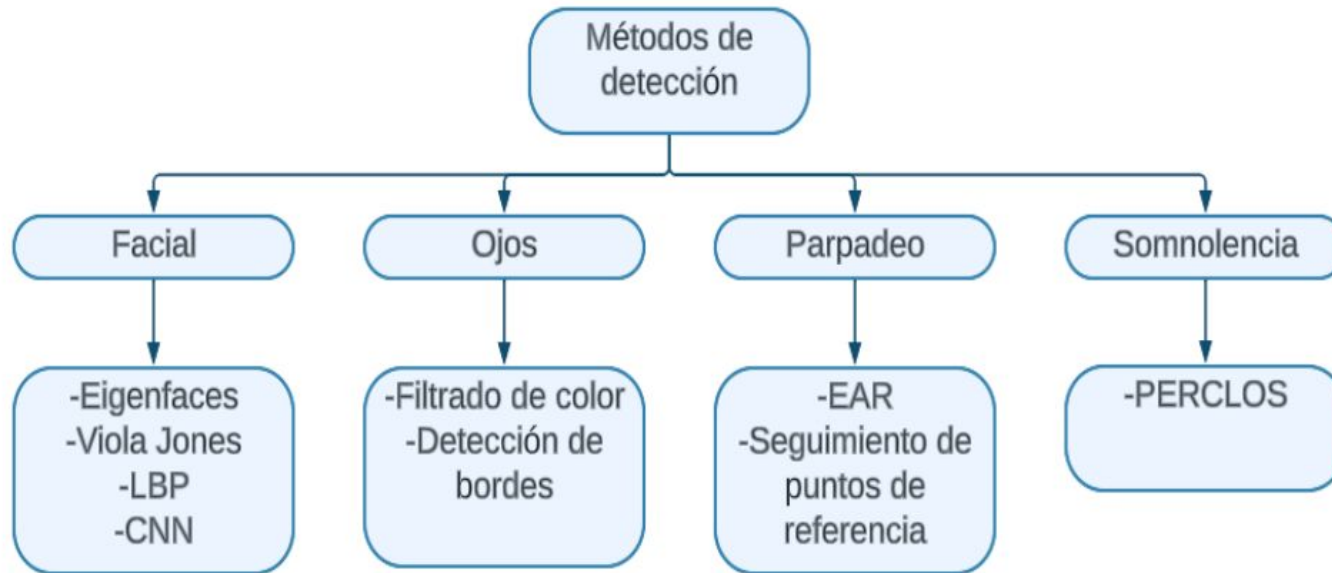 Métodos de
detección
Facial
Ojos
Parpadeo
Somnolencia
-Eigenfaces
-Viola Jones
-LBP
-CNN
-Filtrado de color
-Detección de
bordes
-EAR
-Seguimiento de
puntos de
referencia
-PERCLOS